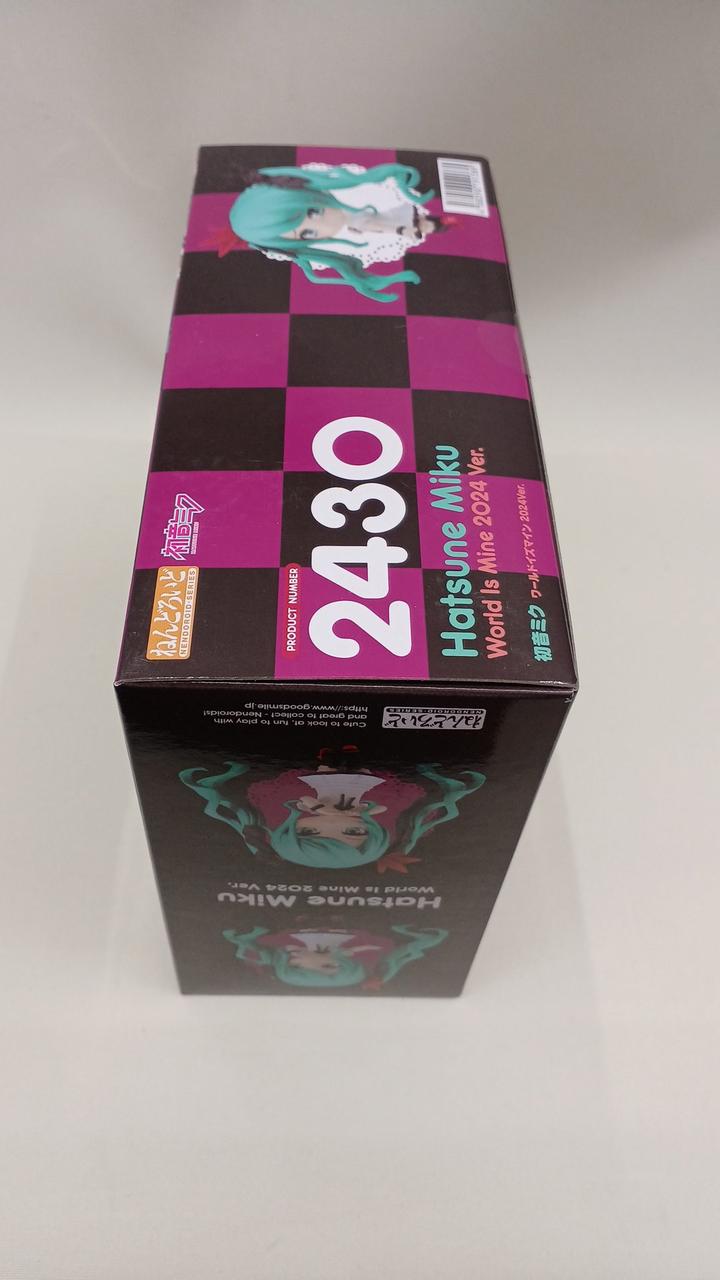 ねんどろいど
NENDOROID SERIES
初音ミク
PRODUCT NUMBER
2430
Hatsune Miku
World Is Mine 2024 Ver.
初音ミク ワールドイズマイン 2024Ver.
ねんどろいど
NENDOROID SERIES
Cute to look at, fun to play with
and great to collect - Nendoroids!
https://www.goodsmile.jp
Hatsune Miku
World Is Mine 2024 Ver.